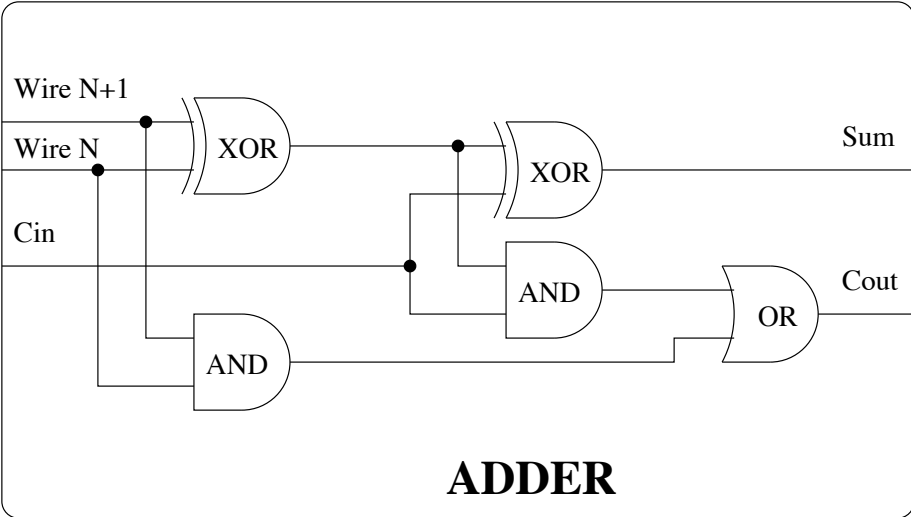 Wire N+1
Wire N
XOR
XOR
Sum
Cin
AND
Cout
OR
AND
ADDER